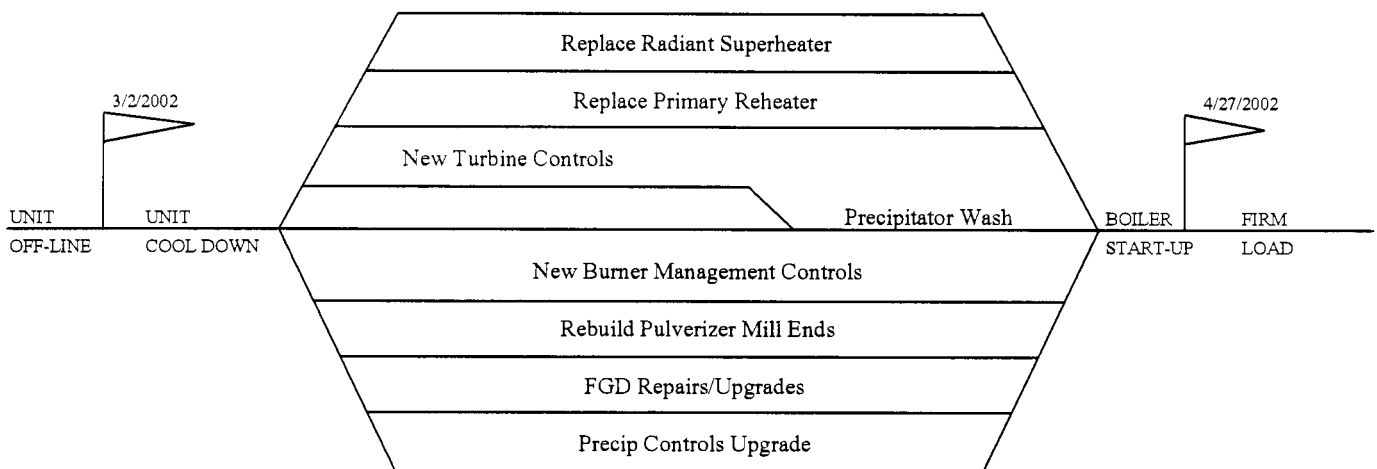 Replace Radiant Superheater
3/2/2002
Replace Primary Reheater
4/27/2002
New Turbine Controls
UNIT
OFF-LINE
UNIT
COOL DOWN
Precipitator Wash
BOILER
START-UP
FIRM
LOAD
New Burner Management Controls
Rebuild Pulverizer Mill Ends
FGD Repairs/Upgrades
Precip Controls Upgrade